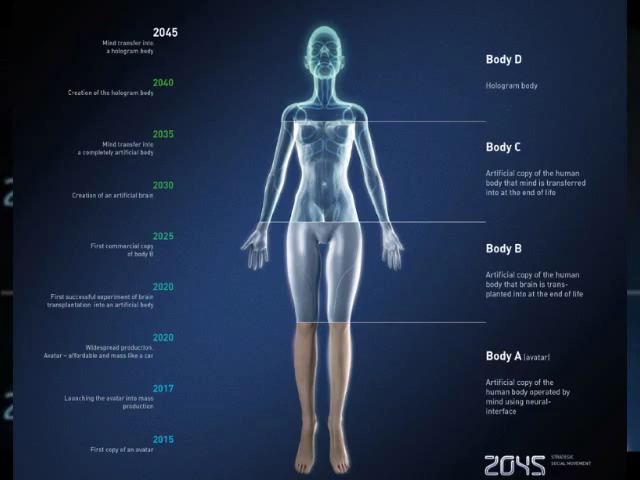 2045
Mind transfer into
a hologram body
2040
Creation of the hologram body
2035
Mind transfer into
a completely artificial body
2030
Creation of an artificial brain
2025
First commercial copy
of body B
2020
First successful experiment of brain
transplantation into an artificial body
2020
Widespread production.
Avatar – affordable and mass like a car
2017
Launching the avatar into mass
production
2015
First copy of an avatar
Body D
Hologram body
Body C
Artificial copy of the human
body that mind is transferred
into at the end of life
Body B
Artificial copy of the human
body that brain is trans-
planted into at the end of life
Body A (avatar)
Artificial copy of the
human body operated by
mind using neural-
interface
2045
STRATEGIC
SOCIAL MOVEMENT